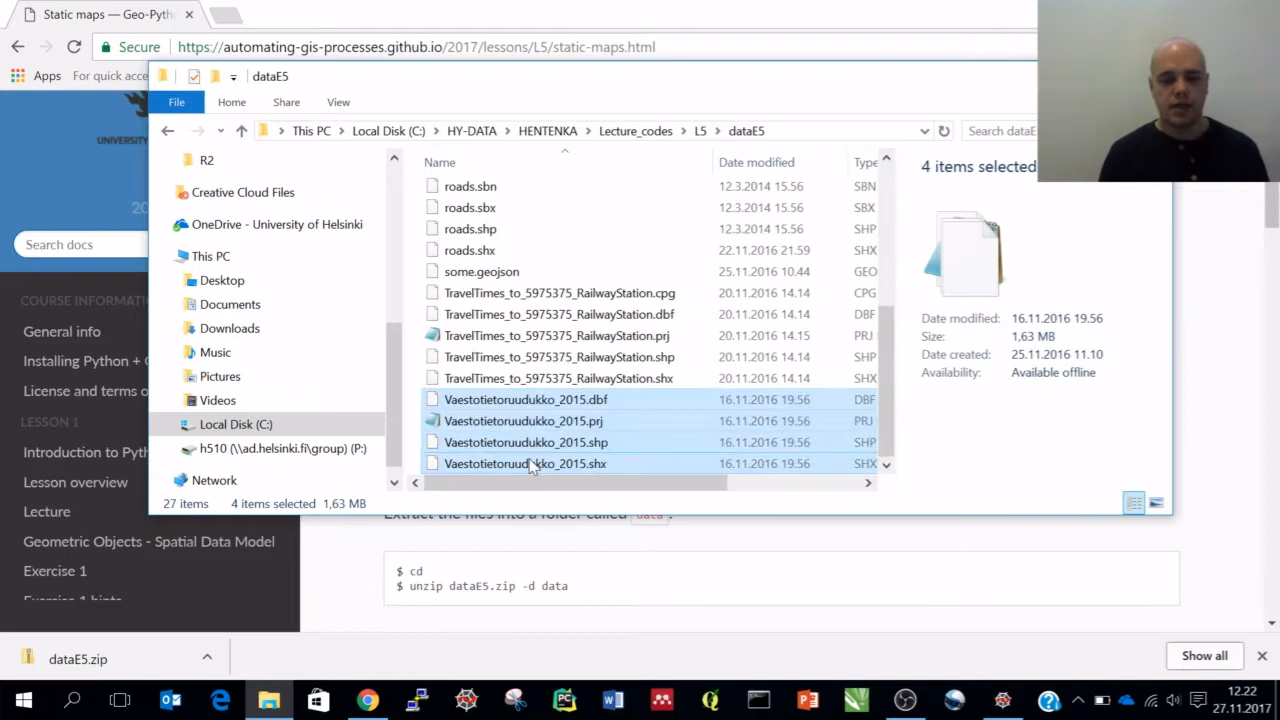 Static maps — Geo-Pyth
Secure
https://automating-gis-processes.github.io/2017/lessons/L5/static-maps.html
Apps
For quick acce
dataE5
File
Home
Share
View
This PC
Local Disk (C:)
HY-DATA
HENTENKA
Lecture_codes
L5
dataE5
Search dataE
UNIVERSITY
20
Search docs
COURSE INFORMATI
General info
Installing Python + G
License and terms o
LESSON 1
Introduction to Pyth
Lesson overview
Lecture
Geometric Objects - Spatial Data Model
Exercise 1
Exercise 1 hints
R2
Creative Cloud Files
OneDrive - University of Helsinki
This PC
Desktop
Documents
Downloads
Music
Pictures
Videos
Local Disk (C:)
h510 (\\ad.helsinki.fi\group) (P:)
Network
Name
Date modified
Type
roads.sbn 12.3.2014 15.56 SBN
roads.sbx 12.3.2014 15.56 SBX
roads.shp 12.3.2014 15.56 SHP
roads.shx 22.11.2016 21.59 SHX
some.geojson 25.11.2016 10.44 GEO
TravelTimes_to_5975375_RailwayStation.cpg 20.11.2016 14.14 CPG
TravelTimes_to_5975375_RailwayStation.dbf 20.11.2016 14.14 DBF
TravelTimes_to_5975375_RailwayStation.prj 20.11.2016 14.15 PRJ
TravelTimes_to_5975375_RailwayStation.shp 20.11.2016 14.14 SHP
TravelTimes_to_5975375_RailwayStation.shx 20.11.2016 14.14 SHX
Vaestotietoruudukko_2015.dbf 16.11.2016 19.56 DBF
Vaestotietoruudukko_2015.prj 16.11.2016 19.56 PRJ
Vaestotietoruudukko_2015.shp 16.11.2016 19.56 SHP
Vaestotietoruudukko_2015.shx 16.11.2016 19.56 SHX
4 items selected
Date modified: 16.11.2016 19.56
Size: 1,63 MB
Date created: 25.11.2016 11.10
Availability: Available offline
27 items
4 items selected 1,63 MB
Extract the files into a folder called data.
$ cd
$ unzip dataE5.zip -d data
dataE5.zip
Show all
12.22
27.11.2017